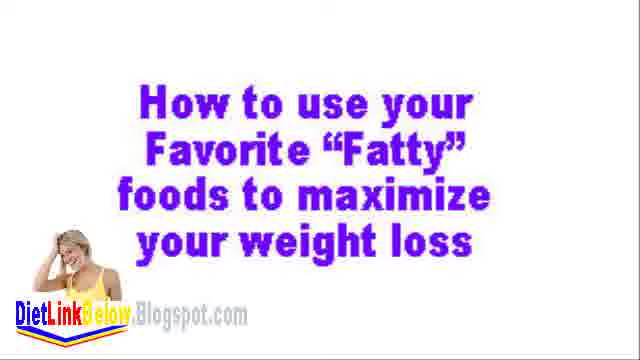 How to use your
Favorite “Fatty”
foods to maximize
your weight loss
DietLinkBelow.Blogspot.com